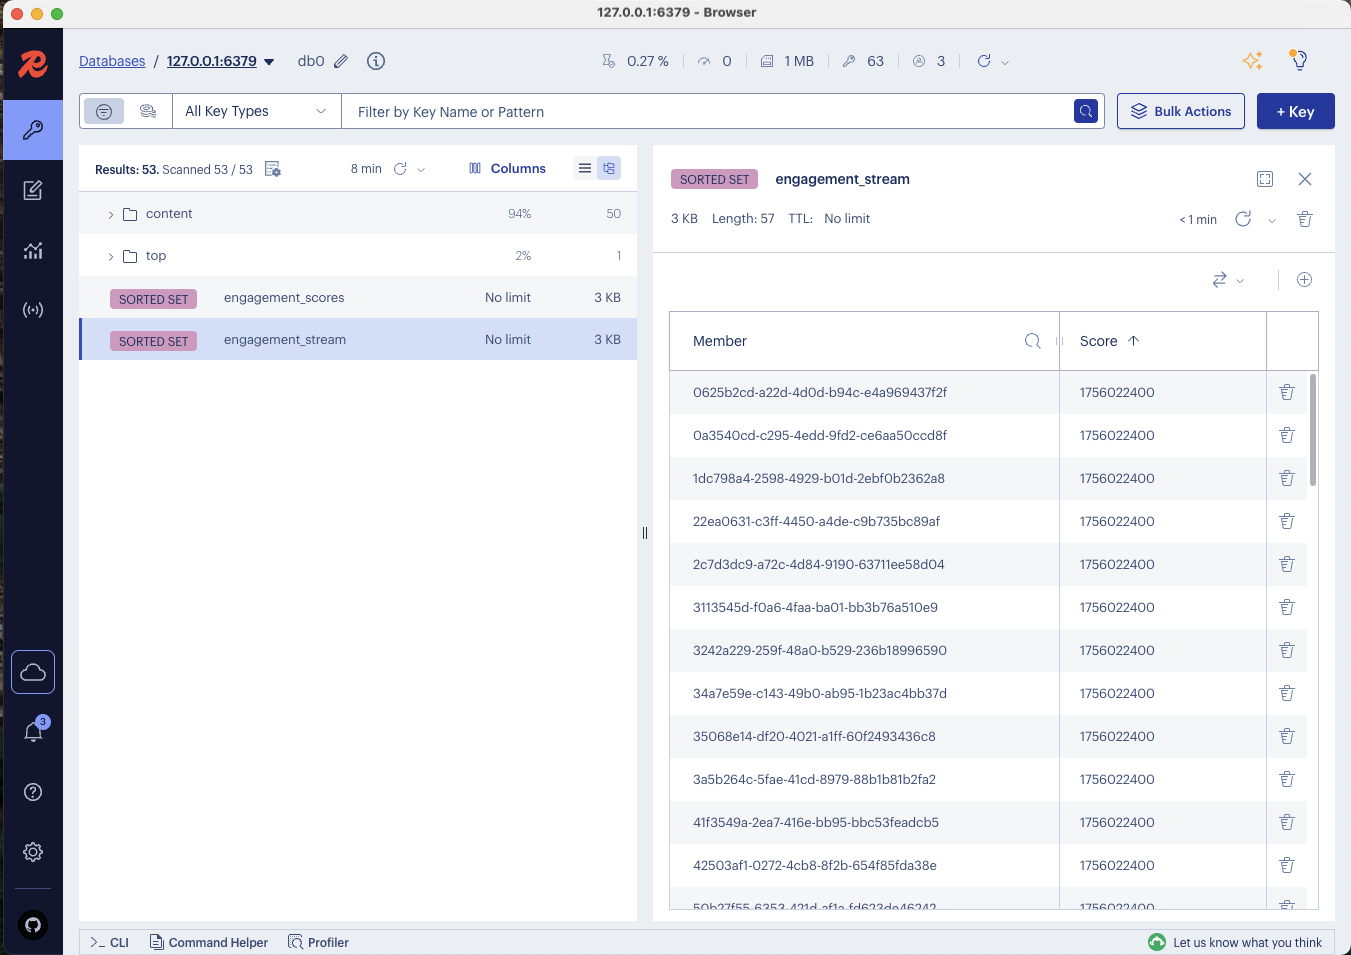 127.0.0.1:6379 - Browser
Databases / 127.0.0.1:6379 db0 0.27 % 0 1 MB 63 3
All Key Types Filter by Key Name or Pattern Bulk Actions + Key
Results: 53. Scanned 53 / 53 8 min Columns
content 94% 50
top 2% 1
SORTED SET engagement_scores No limit 3 KB
SORTED SET engagement_stream No limit 3 KB
SORTED SET engagement_stream
3 KB Length: 57 TTL: No limit < 1 min
Member Score
0625b2cd-a22d-4d0d-b94c-e4a969437f2f 1756022400
0a3540cd-c295-4edd-9fd2-ce6aa50ccd8f 1756022400
1dc798a4-2598-4929-b01d-2ebf0b2362a8 1756022400
22ea0631-c3ff-4450-a4de-c9b735bc89af 1756022400
2c7d3dc9-a72c-4d84-9190-63711ee58d04 1756022400
3113545d-f0a6-4faa-ba01-bb3b76a510e9 1756022400
3242a229-259f-48a0-b529-236b18996590 1756022400
34a7e59e-c143-49b0-ab95-1b23ac4bb37d 1756022400
35068e14-df20-4021-a1ff-60f2493436c8 1756022400
3a5b264c-5fae-41cd-8979-88b1b81b2fa2 1756022400
41f3549a-2ea7-416e-bb95-bbc53feadcb5 1756022400
42503af1-0272-4cb8-8f2b-654f85fda38e 1756022400
50b27f55-6353-421d-af1a-fd623de46242 1756022400
3
>_ CLI Command Helper Profiler Let us know what you think